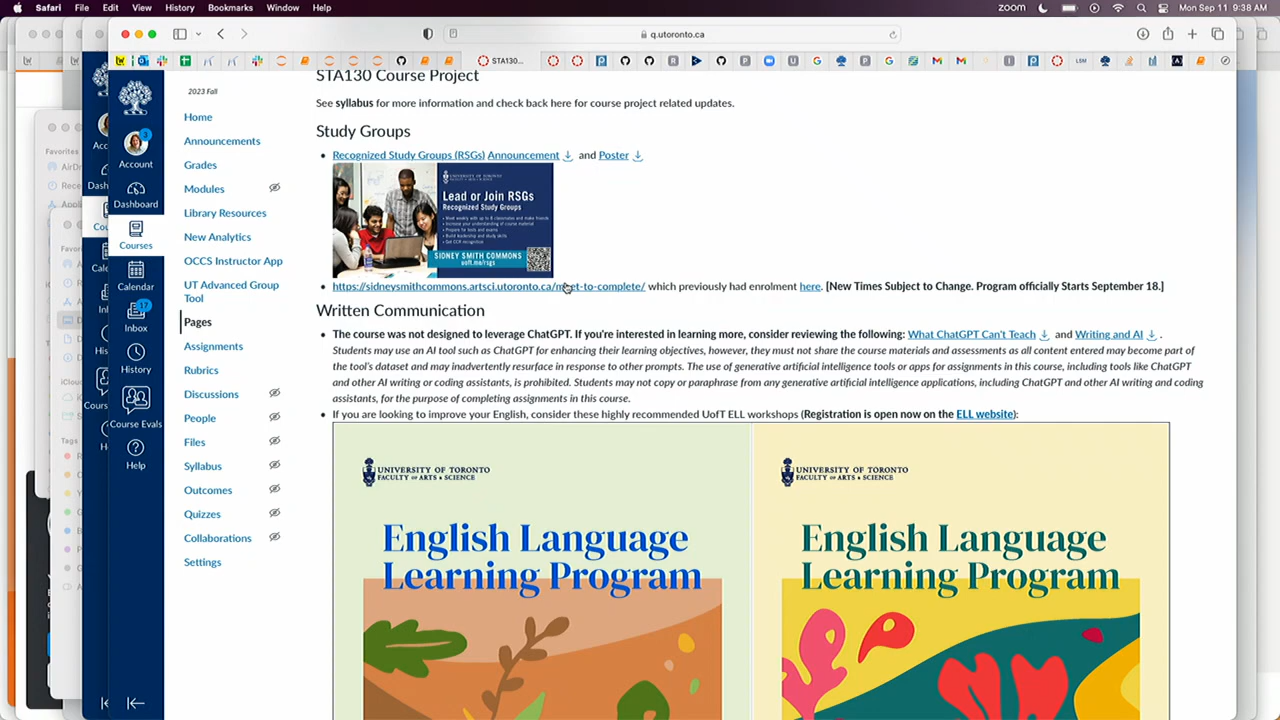 Safari File Edit View History Bookmarks Window Help
ZOOM Mon Sep 11 9:38 AM
q.utoronto.ca
STA130...
Account
Dashboard
Courses
Calendar
Inbox
History
Course Evals
Help
2023 Fall
Home
Announcements
Grades
Modules
Library Resources
New Analytics
OCCS Instructor App
UT Advanced Group
Tool
Pages
Assignments
Rubrics
Discussions
People
Files
Syllabus
Outcomes
Quizzes
Collaborations
Settings
STA130 Course Project
See syllabus for more information and check back here for course project related updates.
Study Groups
Recognized Study Groups (RSGs) Announcement and Poster
Lead or Join RSGs
Recognized Study Groups
SIDNEY SMITH COMMONS
uoft.me/rsgs
https://sidneysmithcommons.artsci.utoronto.ca/meet-to-complete/ which previously had enrolment here. [New Times Subject to Change. Program officially Starts September 18.]
Written Communication
The course was not designed to leverage ChatGPT. If you're interested in learning more, consider reviewing the following: What ChatGPT Can't Teach and Writing and AI .
Students may use an AI tool such as ChatGPT for enhancing their learning objectives, however, they must not share the course materials and assessments as all content entered may become part of
the tool's dataset and may inadvertently resurface in response to other prompts. The use of generative artificial intelligence tools or apps for assignments in this course, including tools like ChatGPT
and other AI writing or coding assistants, is prohibited. Students may not copy or paraphrase from any generative artificial intelligence applications, including ChatGPT and other AI writing and coding
assistants, for the purpose of completing assignments in this course.
If you are looking to improve your English, consider these highly recommended UofT ELL workshops (Registration is open now on the ELL website):
UNIVERSITY OF TORONTO
FACULTY OF ARTS & SCIENCE
English Language
Learning Program
UNIVERSITY OF TORONTO
FACULTY OF ARTS & SCIENCE
English Language
Learning Program